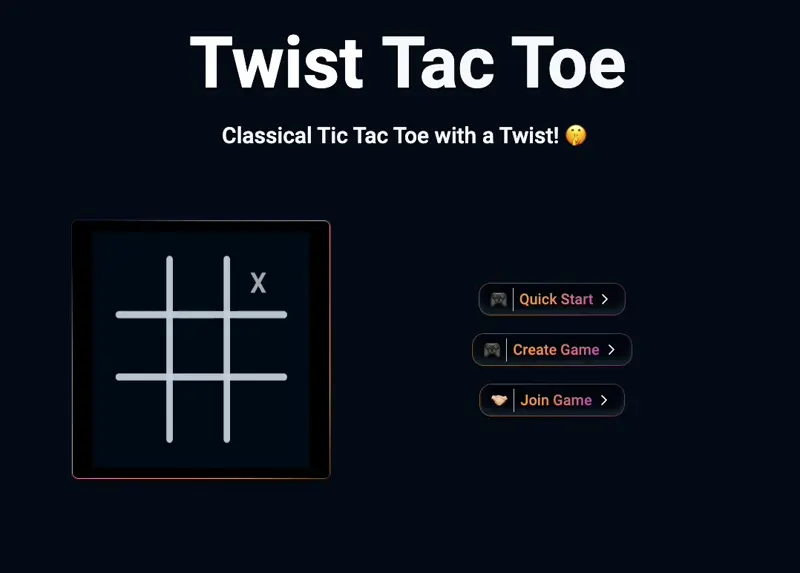 Twist Tac Toe
Classical Tic Tac Toe with a Twist! 🤫
X
Quick Start
Create Game
Join Game